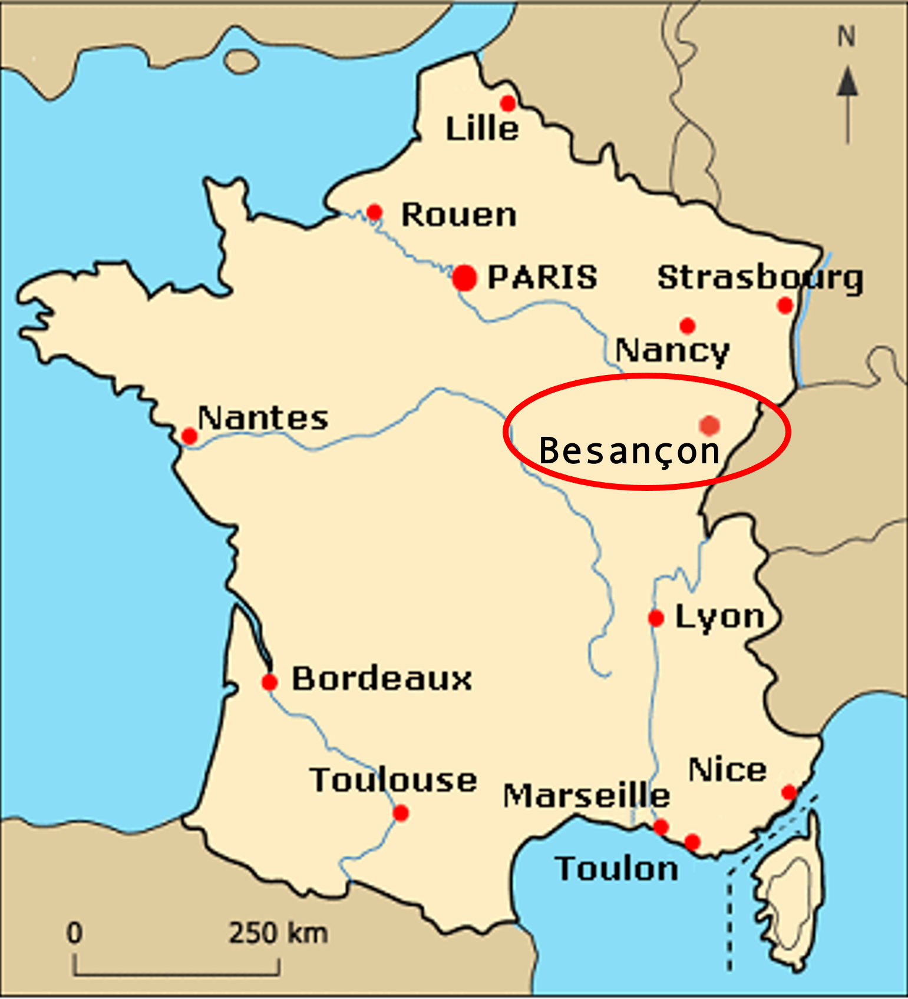 N
Lille
Rouen
PARIS
Strasbourg
Nancy
Nantes
Besançon
Lyon
Bordeaux
Nice
Toulouse
Marseille
Toulon
0 250 km